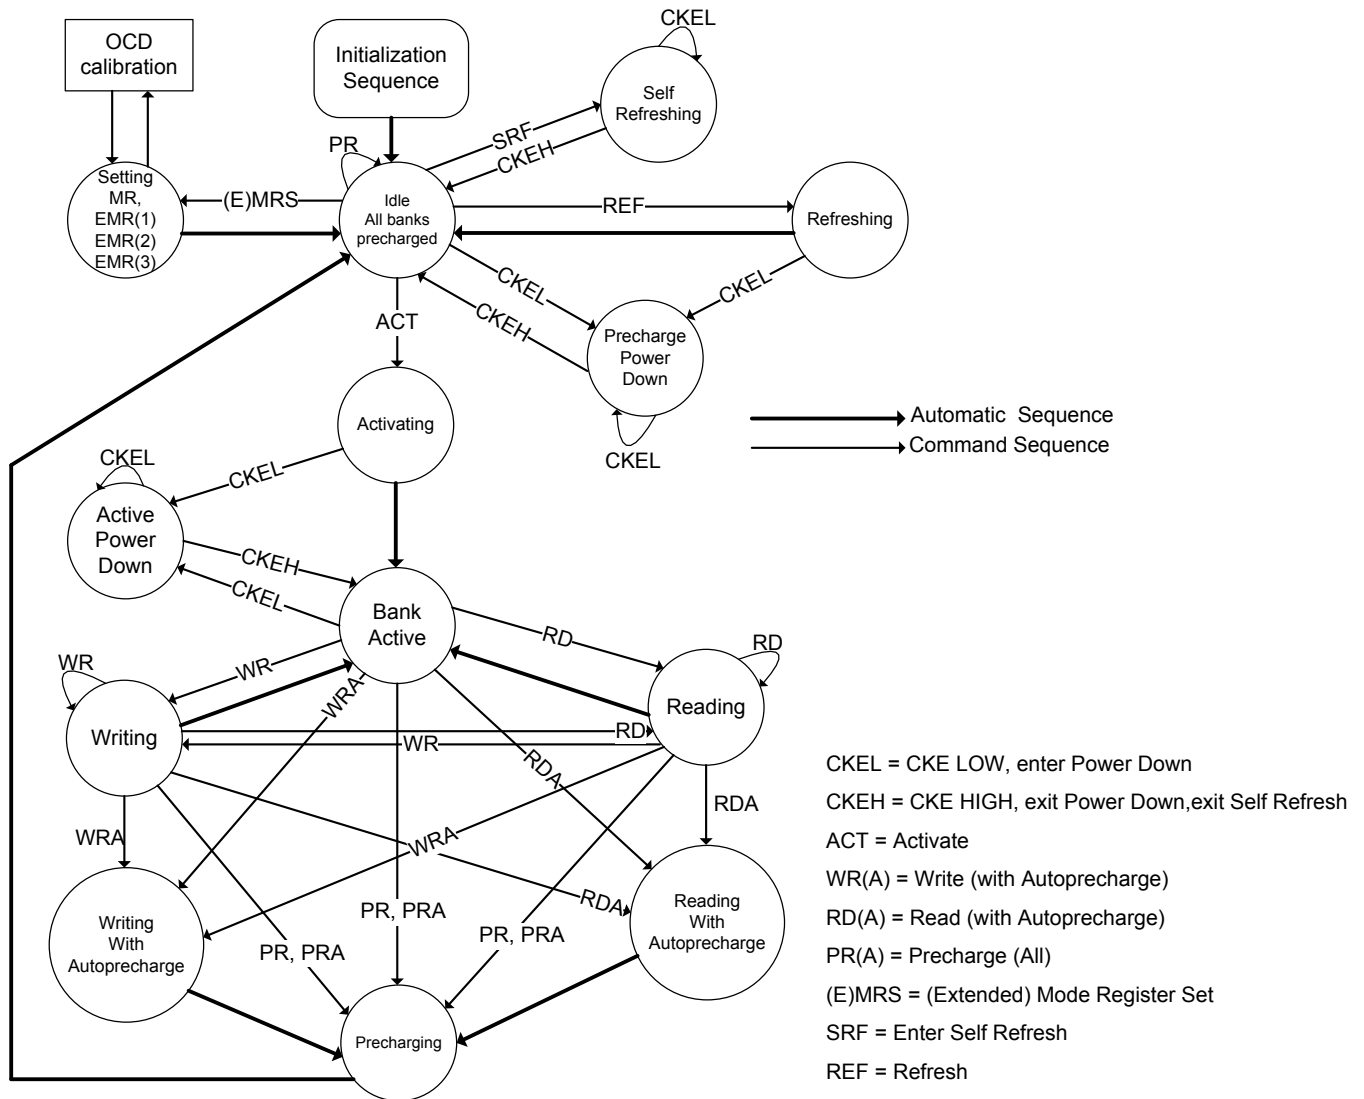 OCD
calibration
Initialization
Sequence
CKEL
Self
Refreshing
SRF
CKEH
PR
Setting
MR,
EMR(1)
EMR(2)
EMR(3)
(E)MRS
Idle
All banks
precharged
REF
Refreshing
CKEL
CKEH
CKEL
ACT
Precharge
Power
Down
CKEL
Activating
Automatic Sequence
Command Sequence
CKEL
CKEL
Active
Power
Down
CKEH
CKEL
Bank
Active
RD
RD
WR
WR
WRA
Reading
Writing
RD
WR
RDA
RDA
WRA
WRA
RDA
PR, PRA
Writing
With
Autoprecharge
Reading
With
Autoprecharge
PR, PRA
PR, PRA
Precharging
CKEL = CKE LOW, enter Power Down
CKEH = CKE HIGH, exit Power Down,exit Self Refresh
ACT = Activate
WR(A) = Write (with Autoprecharge)
RD(A) = Read (with Autoprecharge)
PR(A) = Precharge (All)
(E)MRS = (Extended) Mode Register Set
SRF = Enter Self Refresh
REF = Refresh